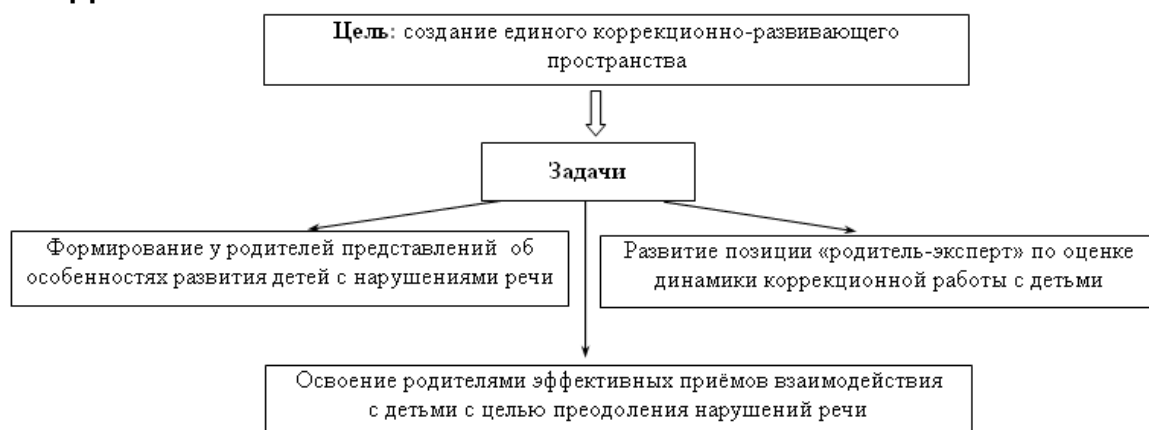 Цель: создание единого коррекционно-развивающего
пространства
Задачи
Формирование у родителей представлений об
особенностях развития детей с нарушениями речи
Развитие позиции «родитель-эксперт» по оценке
динамики коррекционной работы с детьми
Освоение родителями эффективных приёмов взаимодействия
с детьми с целью преодоления нарушений речи